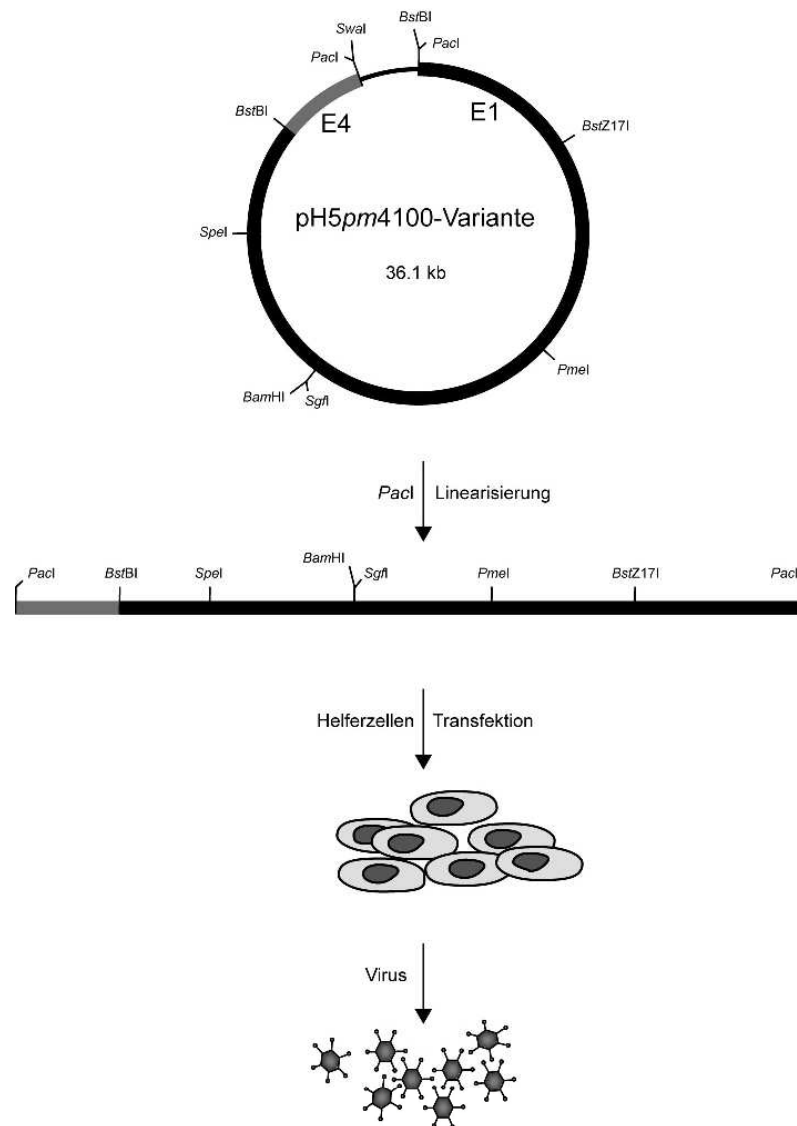 BstBI
SwaI
PacI
PacI
BstBI
E4
E1
BstZ17I
pH5pm4100-Variante
SpeI
36.1 kb
PmeI
BamHI
SgfI
PacI Linearisierung
BamHI
PacI BstBI SpeI SgfI PmeI BstZ17I PacI
Helferzellen Transfektion
Virus